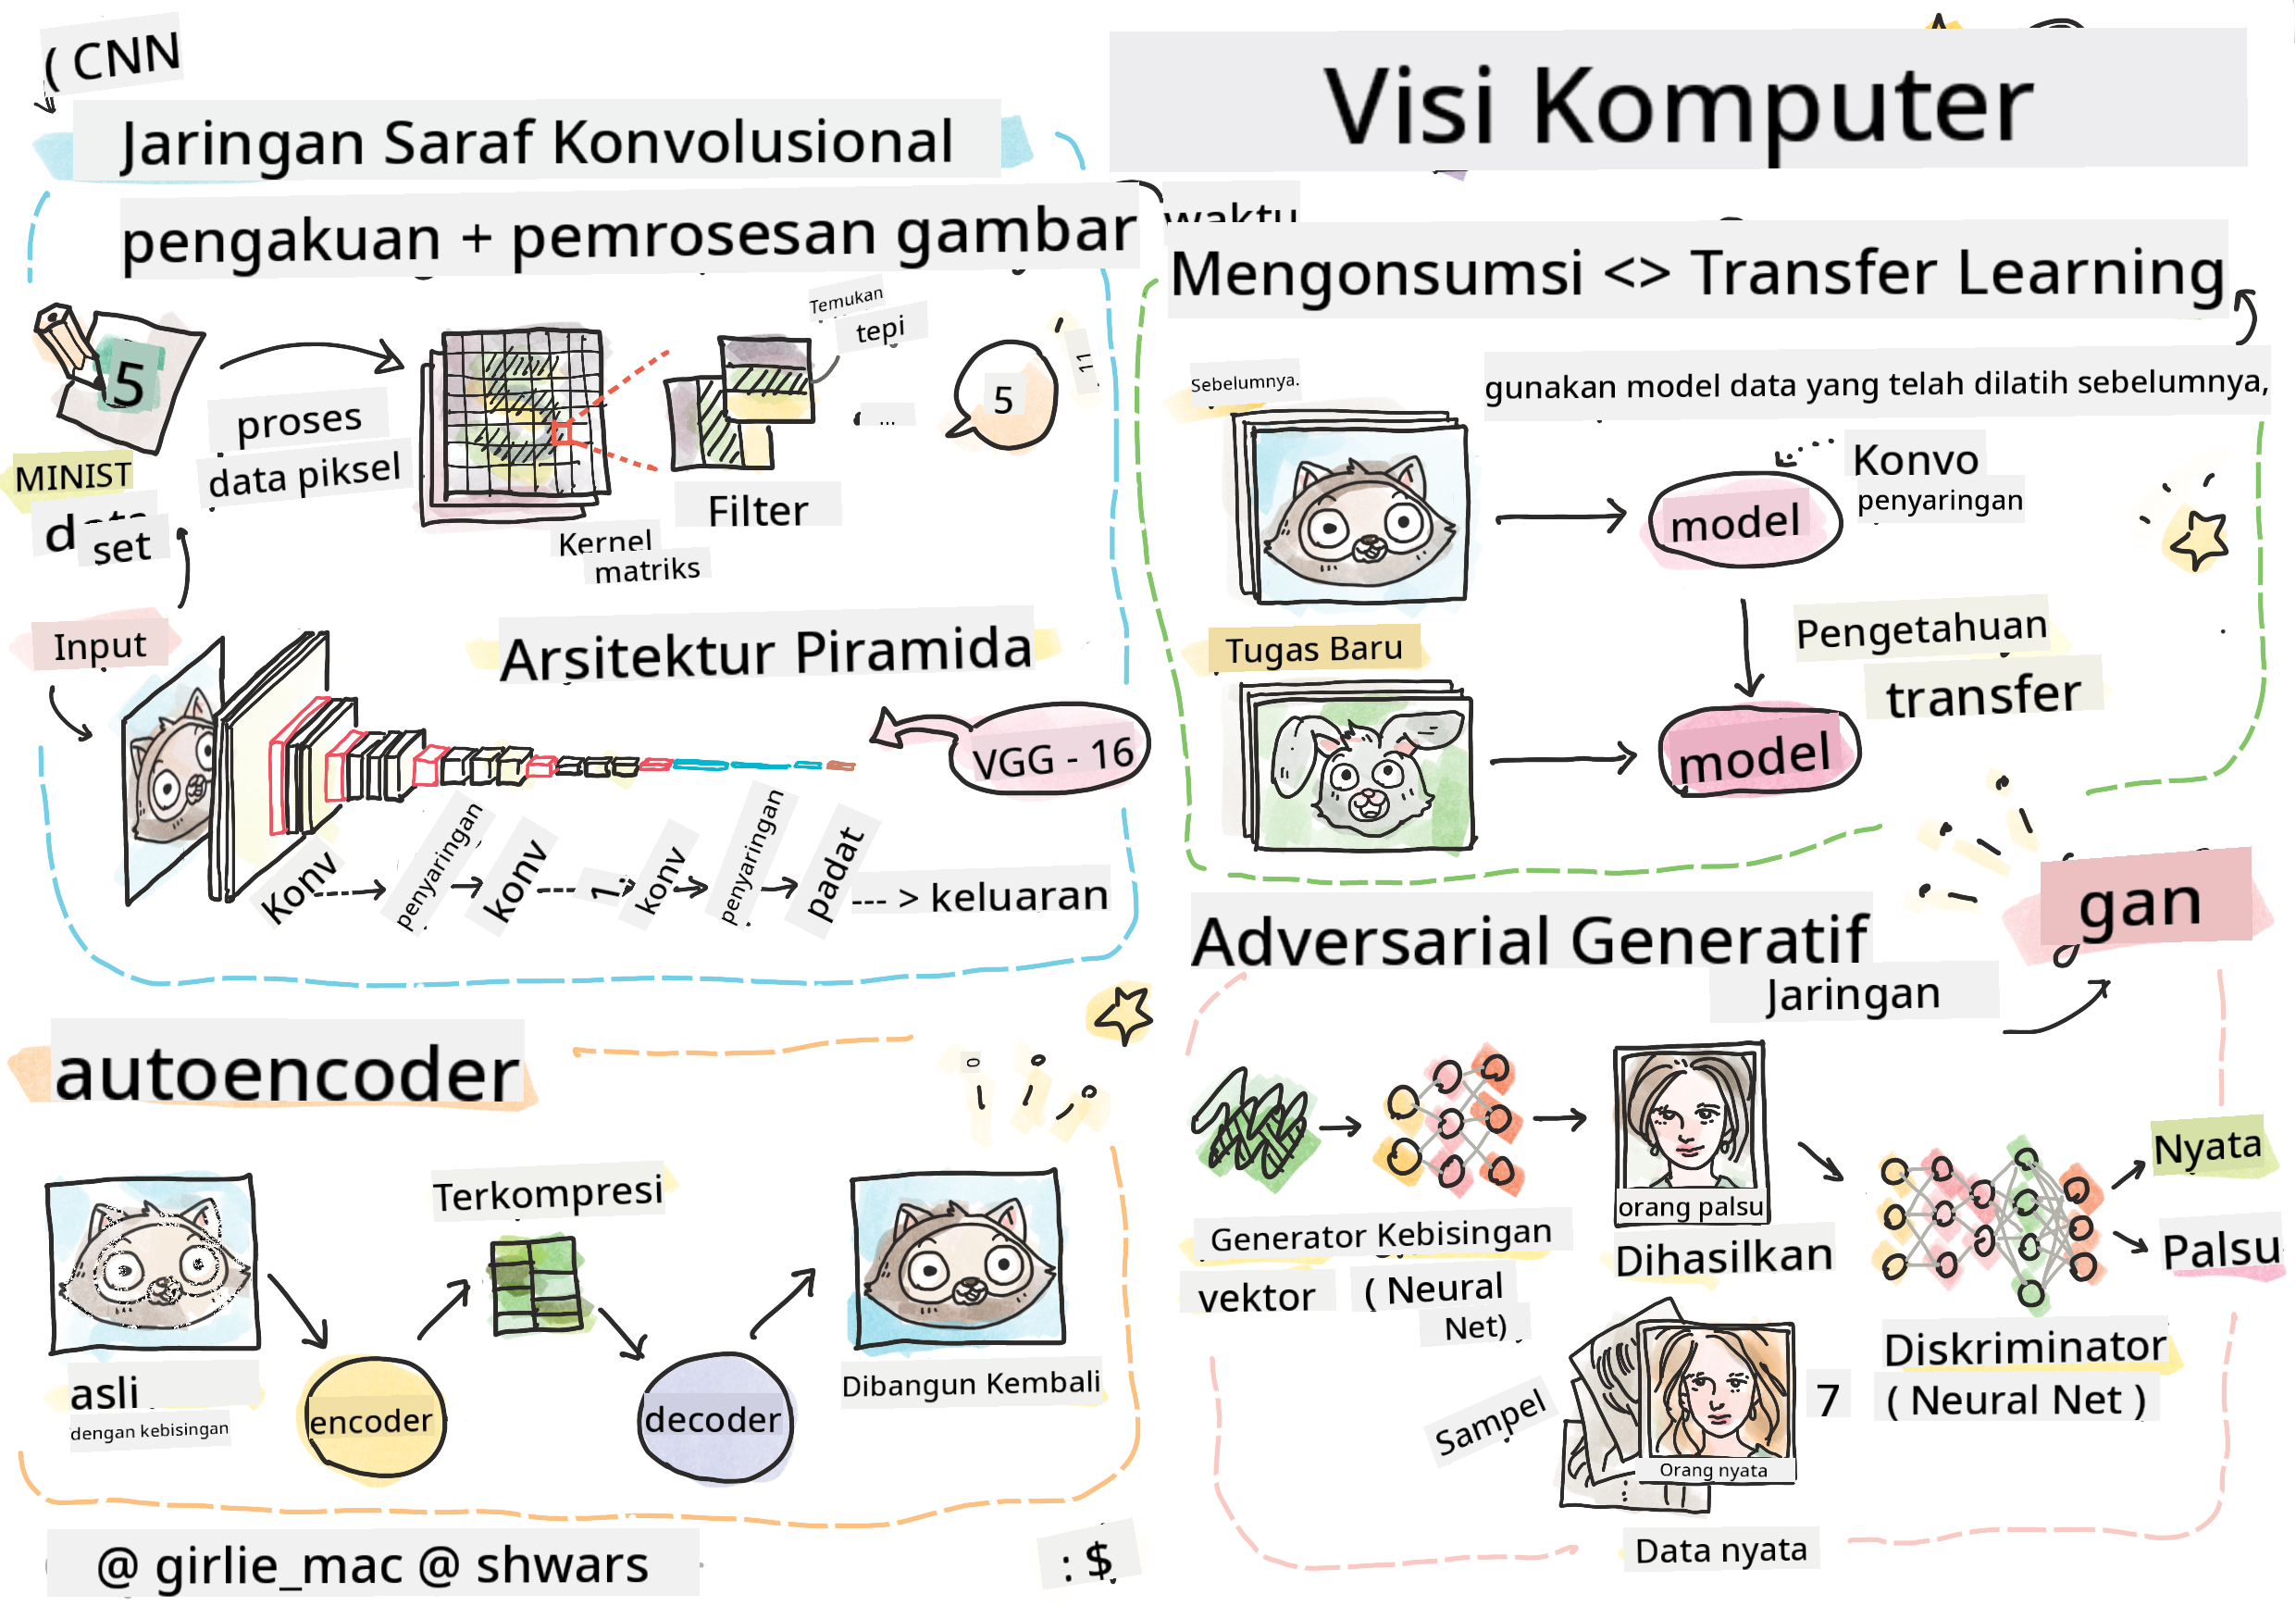 ( CNN
Jaringan Saraf Konvolusional
pengakuan + pemrosesan gambar
5
MINIST
data
set
proses
data piksel
Kernel
matriks
Filter
Temukan
tepi
...
5
Input
Arsitektur Piramida
VGG - 16
Konv
penyaringan
konv
konv
penyaringan
padat
--- > keluaran
Visi Komputer
waktu
Mengonsumsi <> Transfer Learning
Sebelumnya.
gunakan model data yang telah dilatih sebelumnya,
Konvo
penyaringan
model
Pengetahuan
transfer
Tugas Baru
model
autoencoder
asli
dengan kebisingan
encoder
Terkompresi
decoder
Dibangun Kembali
Adversarial Generatif
Jaringan
gan
Generator Kebisingan
vektor
( Neural
Net)
orang palsu
Dihasilkan
Nyata
Palsu
Diskriminator
( Neural Net )
Sampel
Orang nyata
7
Data nyata
@ girlie_mac @ shwars
: $